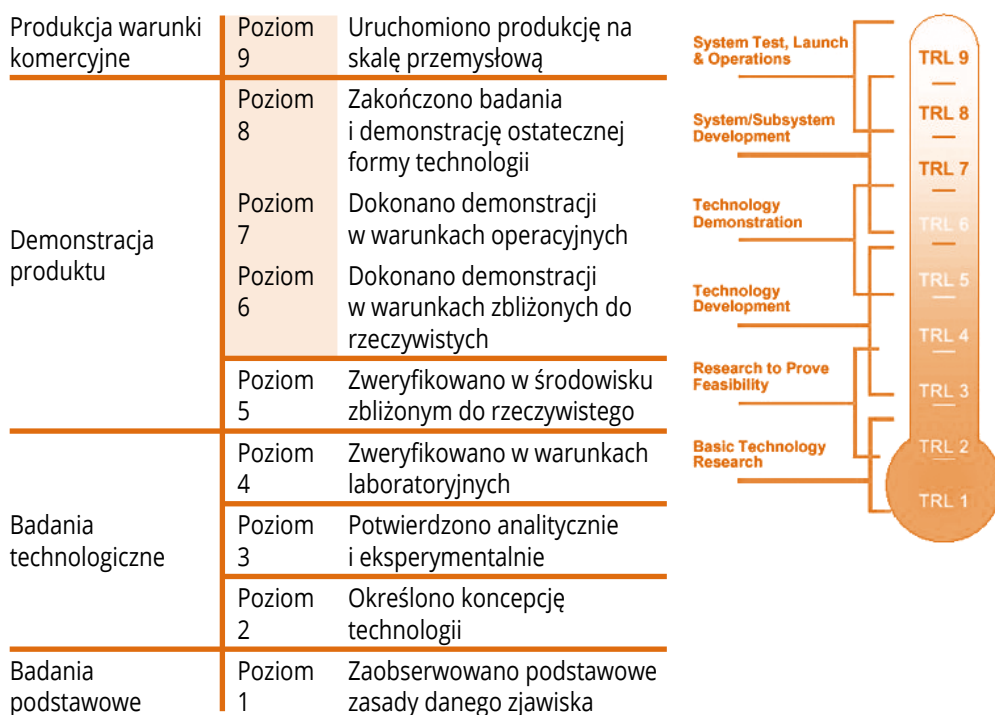 Produkcja warunki
komercyjne
Poziom
9
Uruchomiono produkcję na
skalę przemysłową
Demonstracja
produktu
Poziom
8
Zakończono badania
i demonstrację ostatecznej
formy technologii
Poziom
7
Dokonano demonstracji
w warunkach operacyjnych
Poziom
6
Dokonano demonstracji
w warunkach zbliżonych do
rzeczywistych
Poziom
5
Zweryfikowano w środowisku
zbliżonym do rzeczywistego
Badania
technologiczne
Poziom
4
Zweryfikowano w warunkach
laboratoryjnych
Poziom
3
Potwierdzono analitycznie
i eksperymentalnie
Poziom
2
Określono koncepcję
technologii
Badania
podstawowe
Poziom
1
Zaobserwowano podstawowe
zasady danego zjawiska
System Test, Launch
& Operations
System/Subsystem
Development
Technology
Demonstration
Technology
Development
Research to Prove
Feasibility
Basic Technology
Research
TRL 9
TRL 8
TRL 7
TRL 6
TRL 5
TRL 4
TRL 3
TRL 2
TRL 1